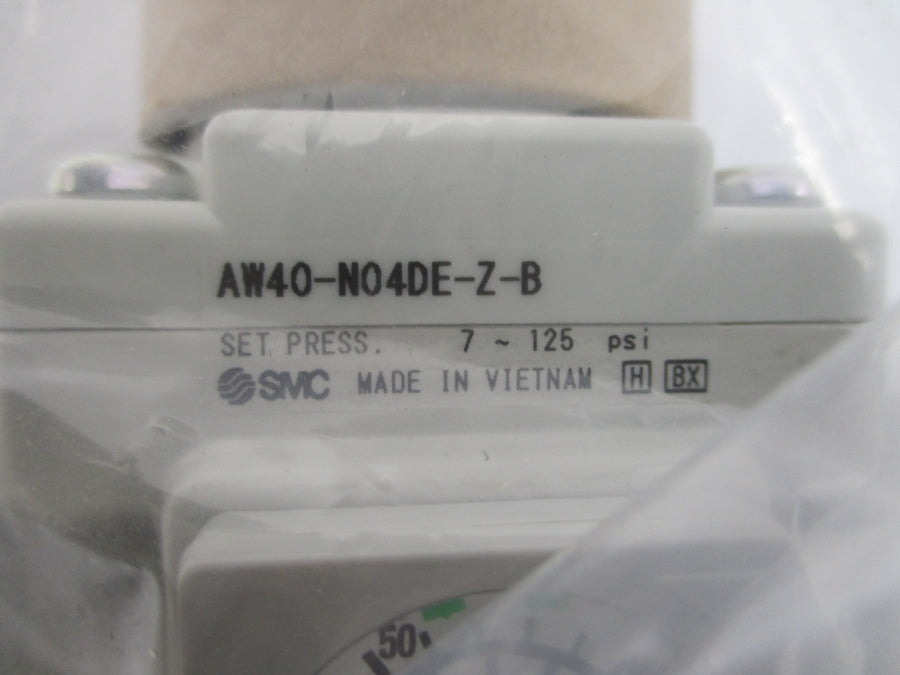 AW40-N04DE-Z-B
SET PRESS. 7 ~ 125 psi
SMC MADE IN VIETNAM H BX
50